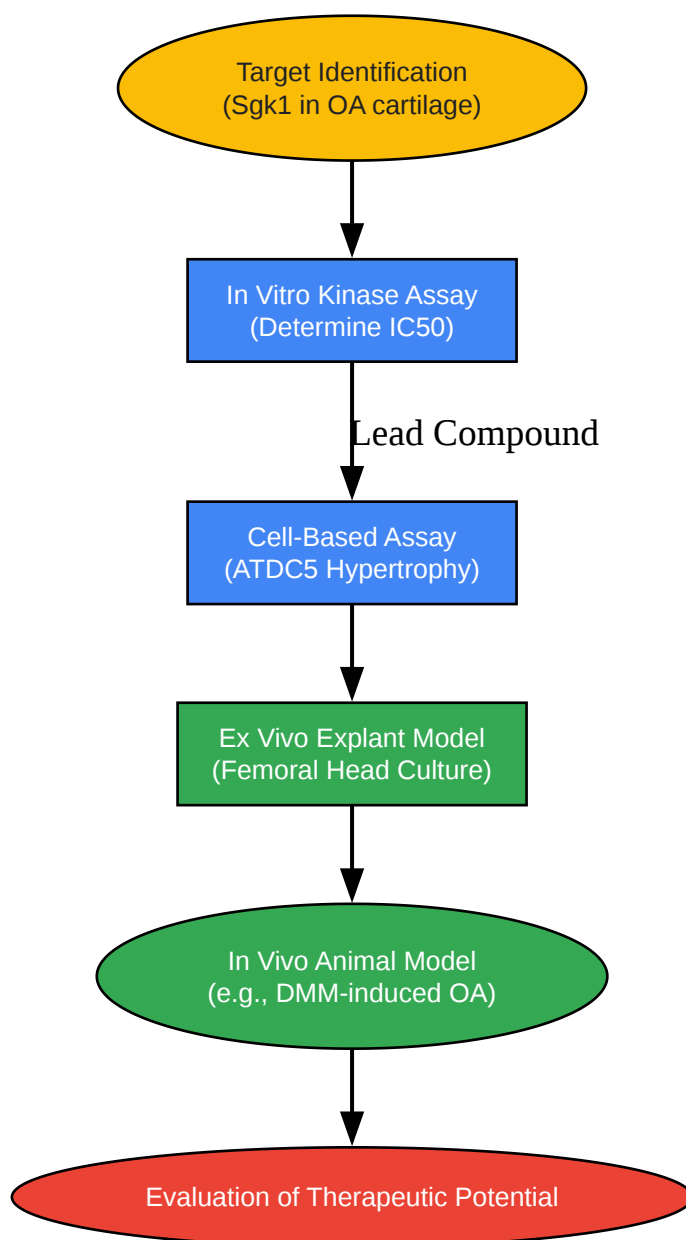 Target Identification
(Sgk1 in OA cartilage)
In Vitro Kinase Assay
(Determine IC50)
Lead Compound
Cell-Based Assay
(ATDC5 Hypertrophy)
Ex Vivo Explant Model
(Femoral Head Culture)
In Vivo Animal Model
(e.g., DMM-induced OA)
Evaluation of Therapeutic Potential